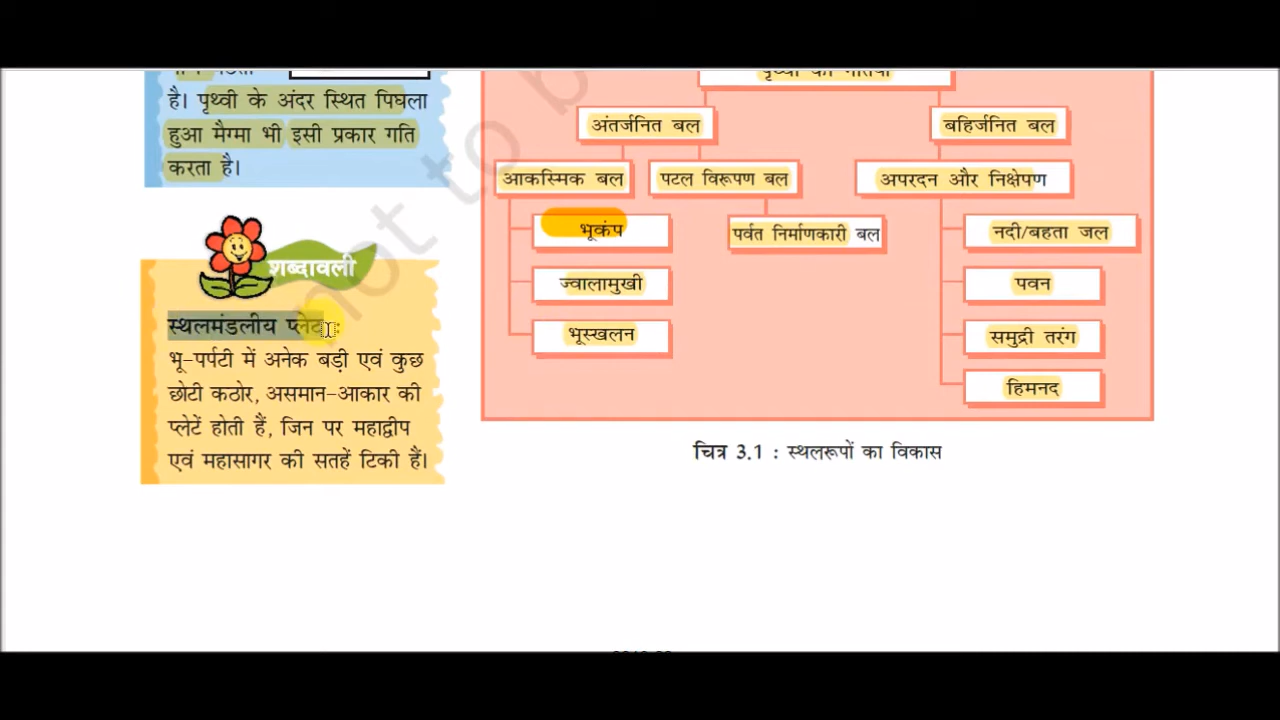 है। पृथ्वी के अंदर स्थित पिघला
हुआ मैग्मा भी इसी प्रकार गति
करता है।
शब्दावली
स्थलमंडलीय प्लेट :
भू-पर्पटी में अनेक बड़ी एवं कुछ
छोटी कठोर, असमान-आकार की
प्लेटें होती हैं, जिन पर महाद्वीप
एवं महासागर की सतहें टिकी हैं।
अंतर्जनित बल
बहिर्जनित बल
आकस्मिक बल
पटल विरूपण बल
अपरदन और निक्षेपण
भूकंप
पर्वत निर्माणकारी बल
नदी/बहता जल
ज्वालामुखी
पवन
भूस्खलन
समुद्री तरंग
हिमनद
चित्र 3.1 : स्थलरूपों का विकास
not to b